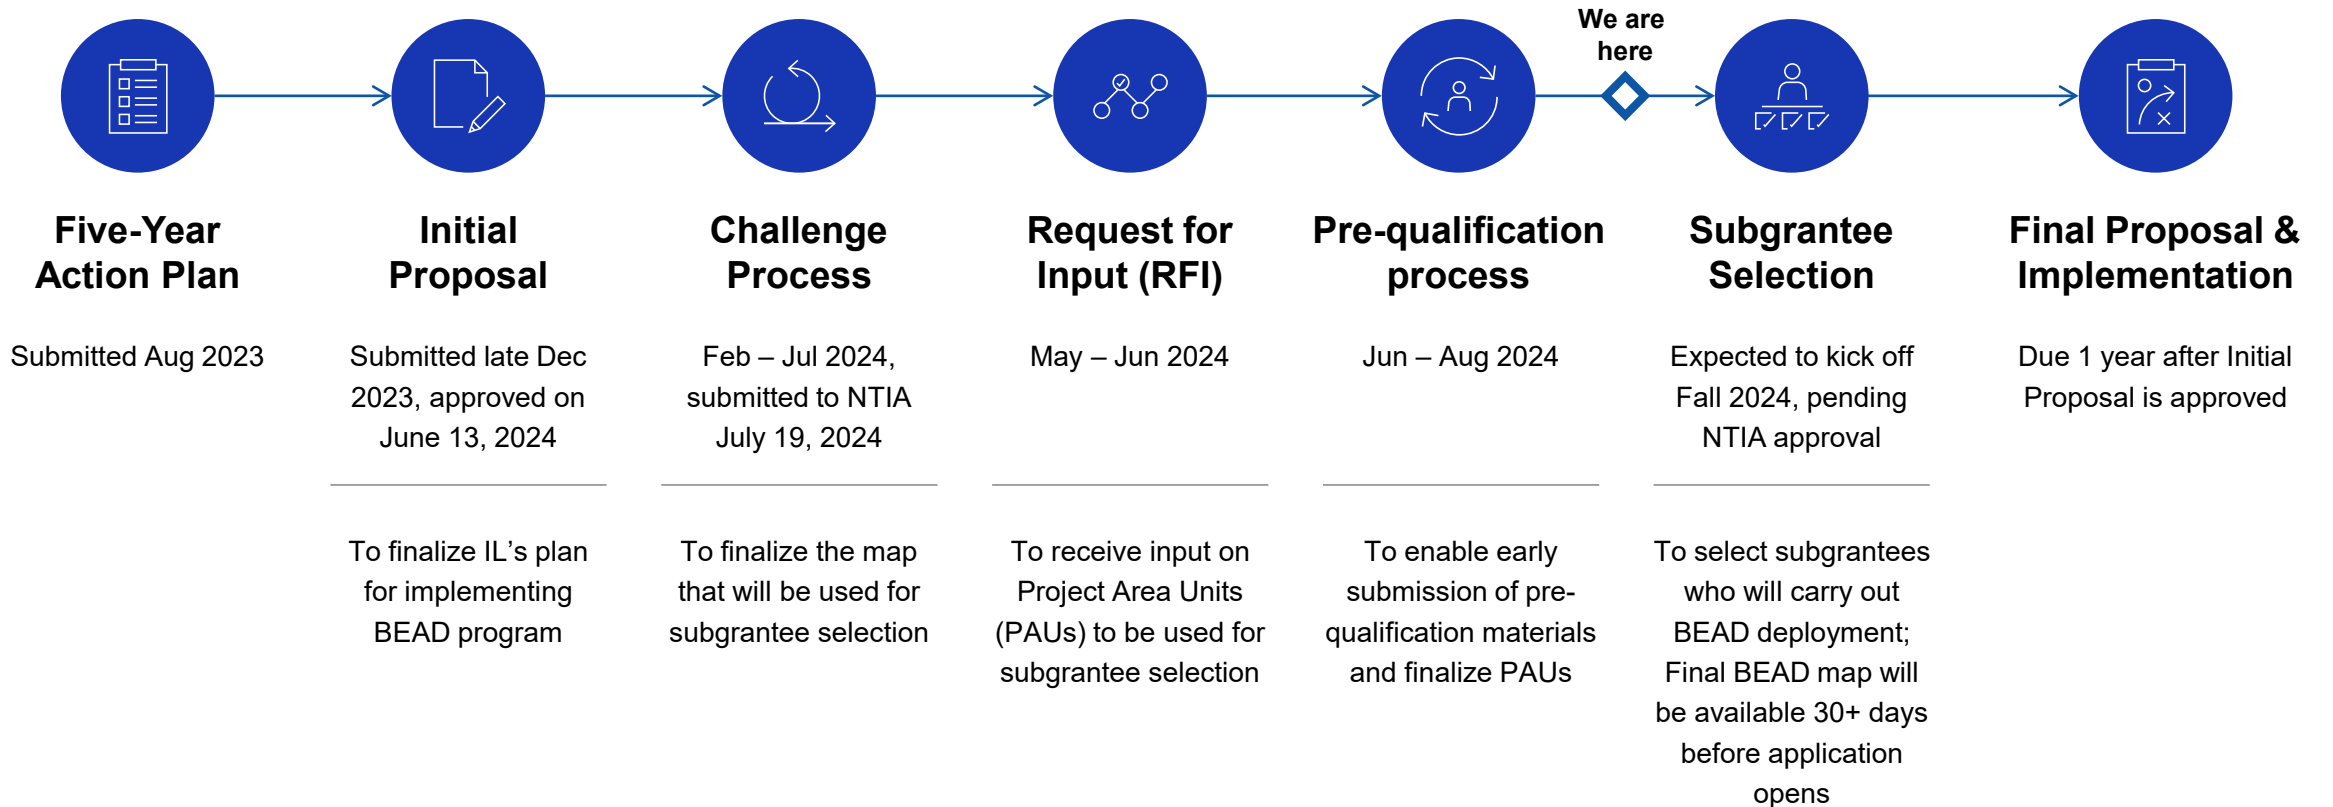 We are
here
Five-Year
Action Plan
Submitted Aug 2023
Initial
Proposal
Submitted late Dec
2023, approved on
June 13, 2024
To finalize IL’s plan
for implementing
BEAD program
Challenge
Process
Feb – Jul 2024,
submitted to NTIA
July 19, 2024
To finalize the map
that will be used for
subgrantee selection
Request for
Input (RFI)
May – Jun 2024
To receive input on
Project Area Units
(PAUs) to be used for
subgrantee selection
Pre-qualification
process
Jun – Aug 2024
To enable early
submission of pre-
qualification materials
and finalize PAUs
Subgrantee
Selection
Expected to kick off
Fall 2024, pending
NTIA approval
To select subgrantees
who will carry out
BEAD deployment;
Final BEAD map will
be available 30+ days
before application
opens
Final Proposal &
Implementation
Due 1 year after Initial
Proposal is approved